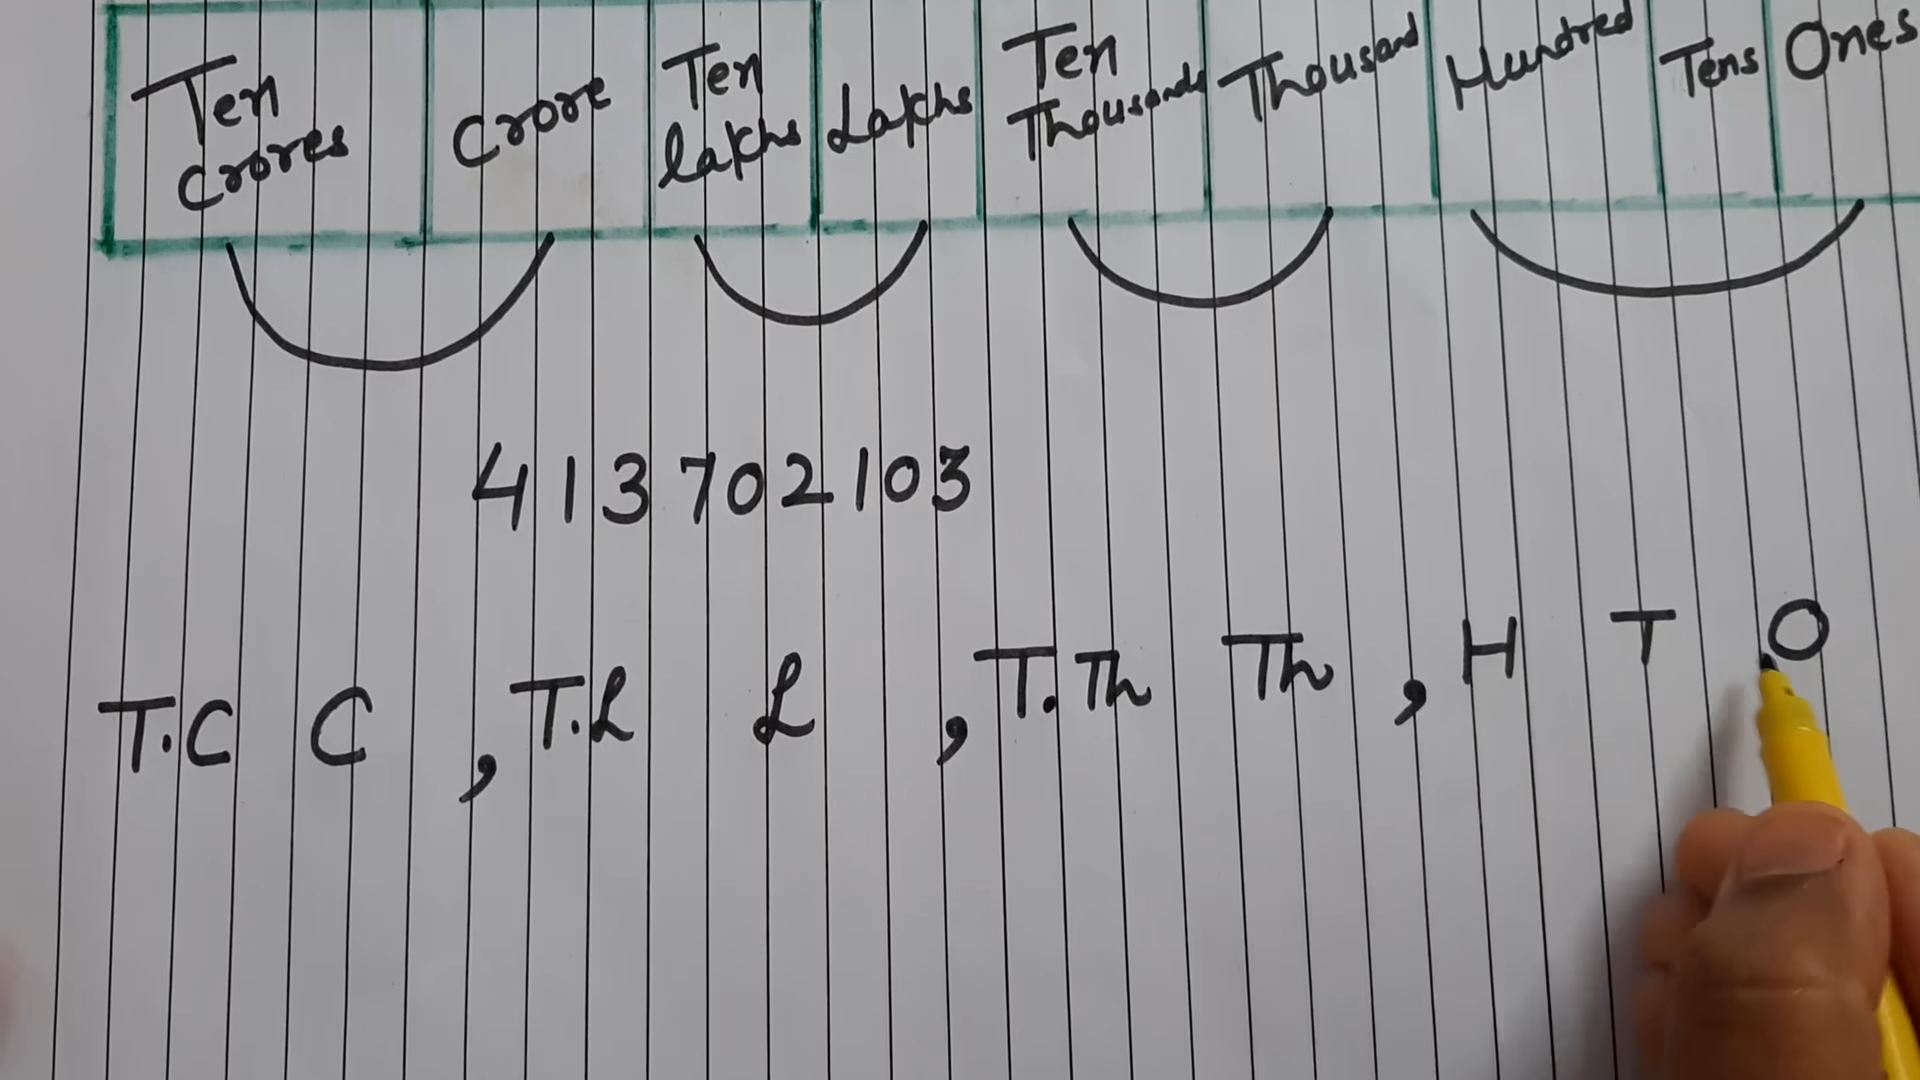 Ten crores Crore Ten lakhs Lakhs Ten Thousands Thousand Hundred Tens Ones
413702103
T.C C , T.L L , T.Th Th , H T O